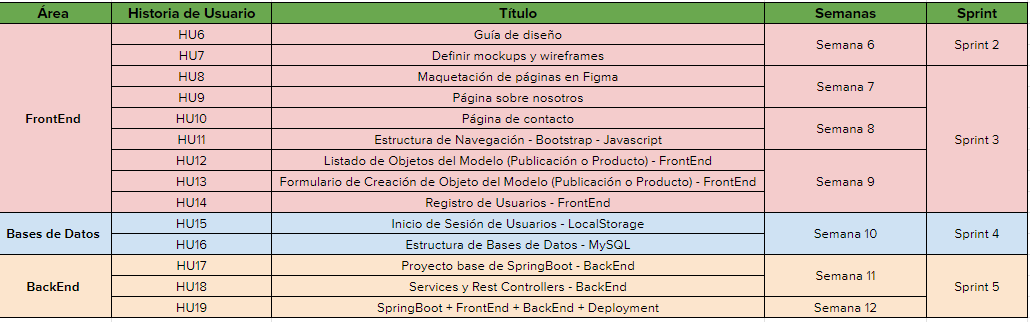 Área Historia de Usuario Título Semanas Sprint
HU6 Guía de diseño
Semana 6 Sprint 2
HU7 Definir mockups y wireframes
HU8 Maquetación de páginas en Figma
Semana 7
HU9 Página sobre nosotros
FrontEnd HU10 Página de contacto
Semana 8
HU11 Estructura de Navegación - Bootstrap - Javascript Sprint 3
HU12 Listado de Objetos del Modelo (Publicación o Producto) - FrontEnd
HU13 Formulario de Creación de Objeto del Modelo (Publicación o Producto) - FrontEnd Semana 9
HU14 Registro de Usuarios - FrontEnd
HU15 Inicio de Sesión de Usuarios - LocalStorage
Bases de Datos Semana 10 Sprint 4
HU16 Estructura de Bases de Datos - MySQL
HU17 Proyecto base de SpringBoot - BackEnd
Semana 11
BackEnd HU18 Services y Rest Controllers - BackEnd Sprint 5
HU19 SpringBoot + FrontEnd + BackEnd + Deployment Semana 12